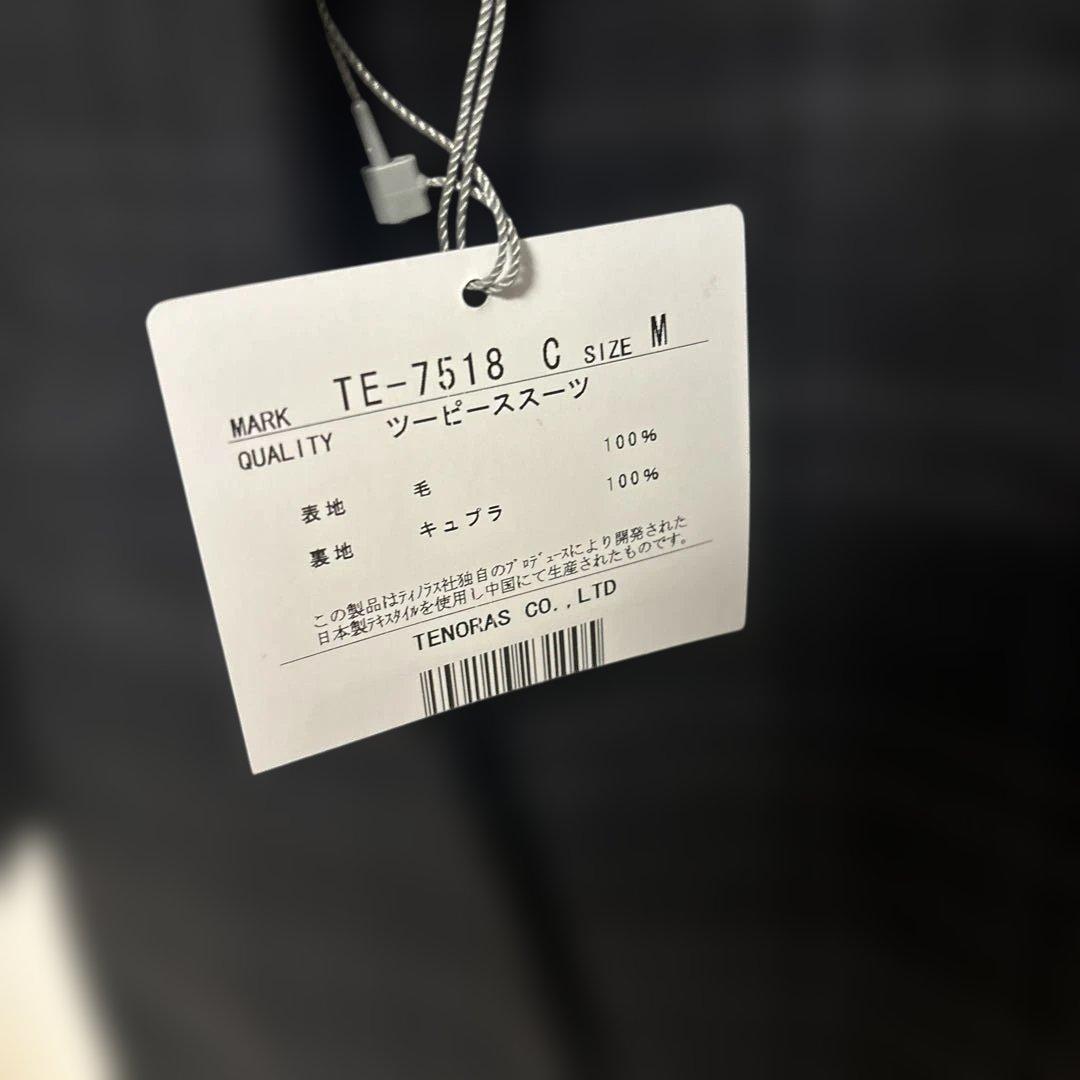 MARK TE-7518 C SIZE M
QUALITY ツーピーススーツ
表地 毛 100%
裏地 キュプラ 100%
この製品はﾃｨﾉﾗｽ社独自のﾌﾟﾛﾃﾞｭｰｽにより開発された
日本製ﾃｷｽﾀｲﾙを使用し中国にて生産されたものです。
TENORAS CO.,LTD